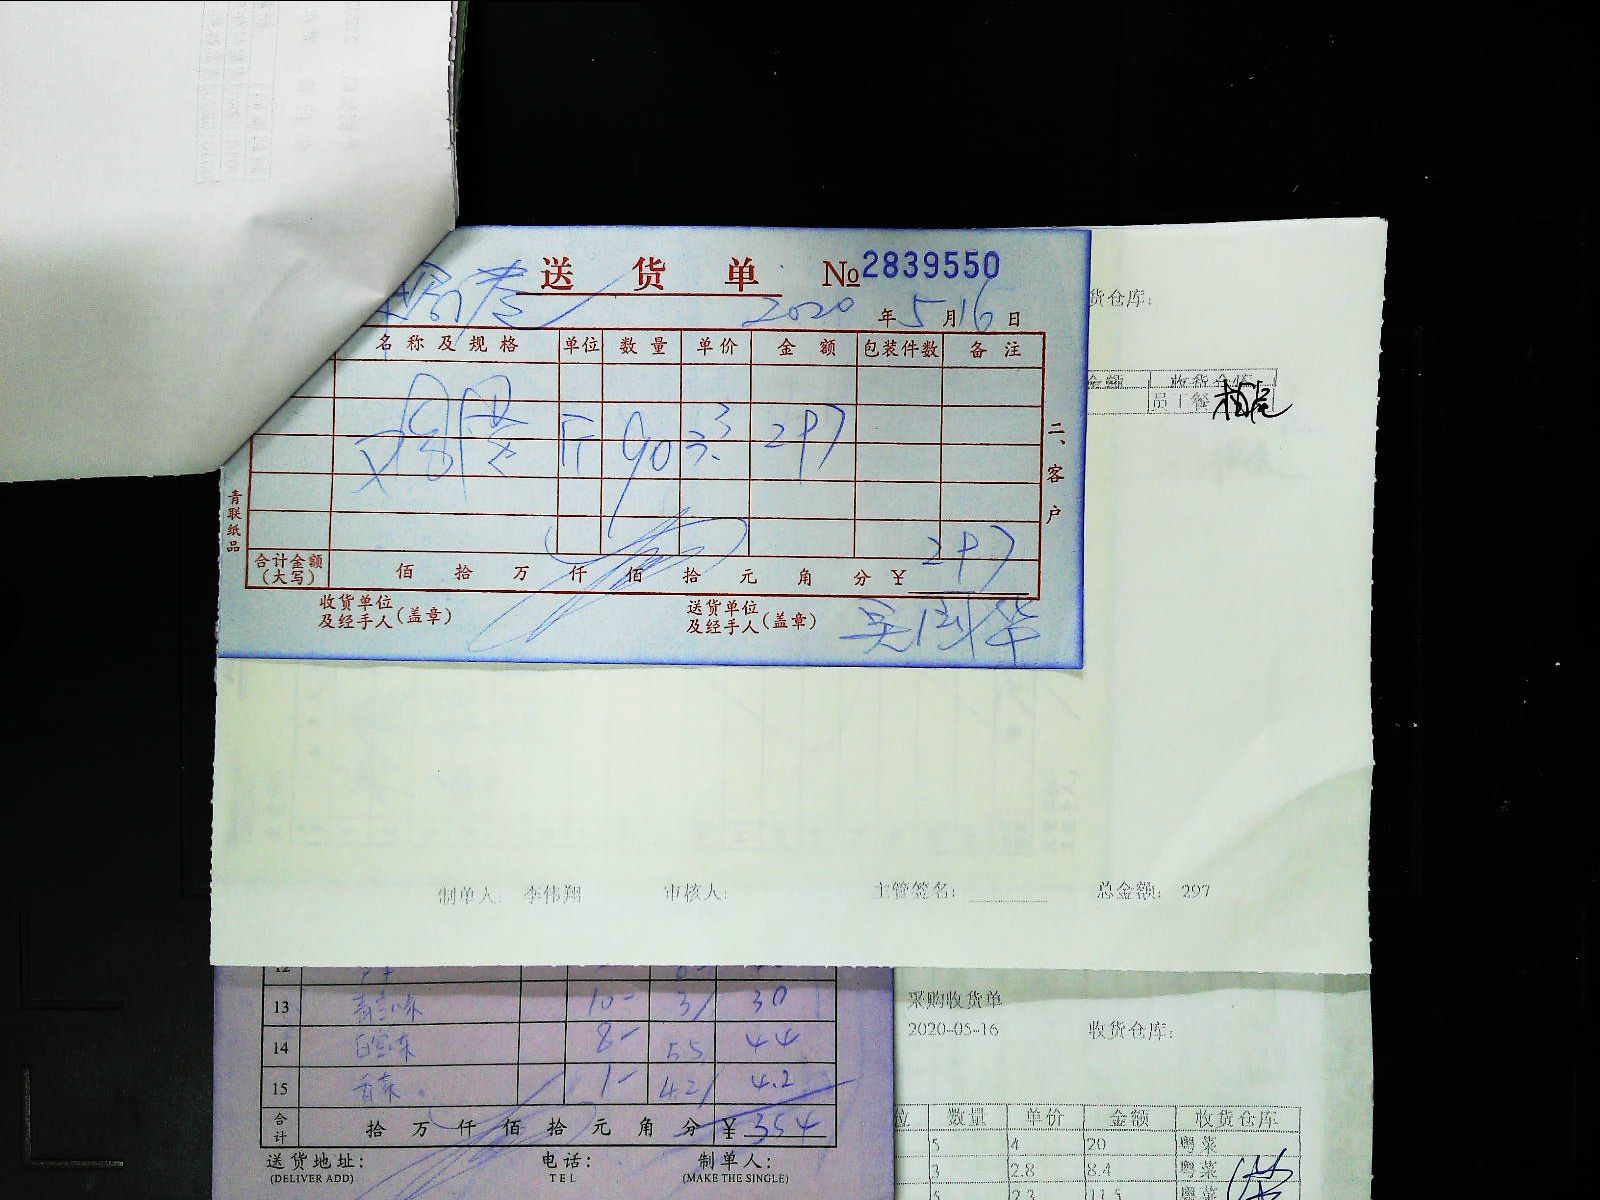 送 货 单 №2839550
2020 年 5 月 16 日
名称及规格 单位 数量 单价 金额 包装件数 备注
斤 90 3.3 297
297
合计金额(大写) 佰 拾 万 仟 佰 拾 元 角 分 ¥
收货单位及经手人(盖章) 送货单位及经手人(盖章) 吴国华
青联纸品
二、客户
货仓库:
金额 收货仓库
员工餐
制单人: 李伟翔 审核人: 主管签名: 总金额: 297
12
13 10- 3/ 30
14 8- 5.5 44
15 香菜 1- 4.2/ 4.2
合计 拾 万 仟 佰 拾 元 角 分 ¥354
送货地址: 电话: 制单人:
(DELIVER ADD) TEL (MAKE THE SINGLE)
采购收货单
2020-05-16 收货仓库:
位 数量 单价 金额 收货仓库
5 4 20 粤菜
3 2.8 8.4 粤菜
5 2.3 11.5 粤菜